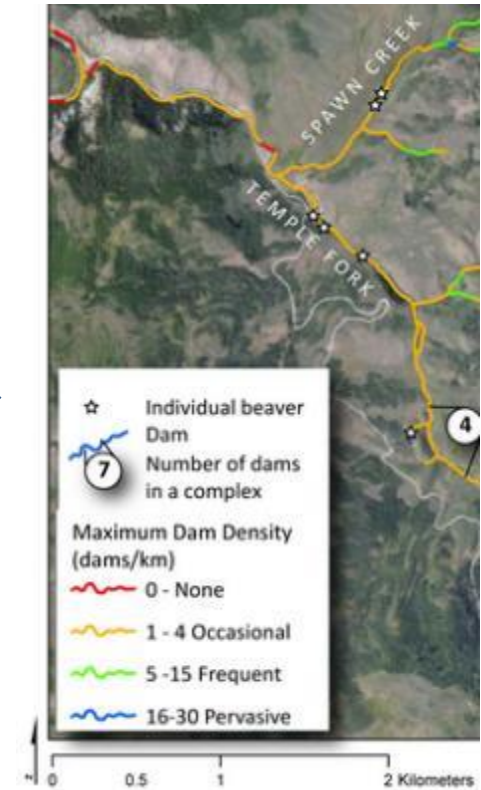 SPAWN CREEK
TEMPLE FORK
4
Individual beaver
Dam
7
Number of dams
in a complex
Maximum Dam Density
(dams/km)
0 - None
1 - 4 Occasional
5 -15 Frequent
16-30 Pervasive
z
0 0.5 1 2 Kilometers